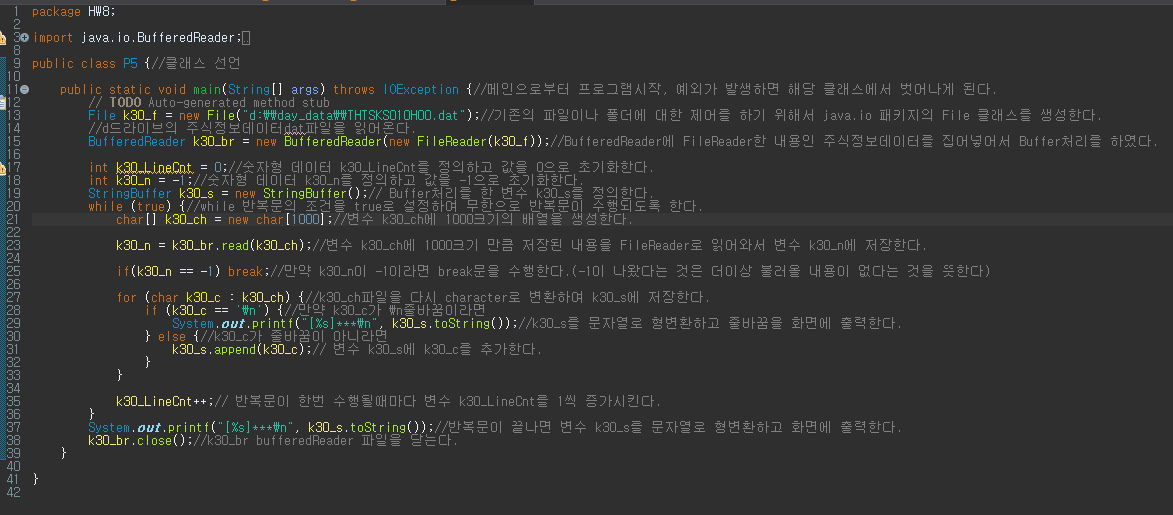 1 package HW8;
2
3 import java.io.BufferedReader;
8
9 public class P5 {//클래스 선언
10
11 public static void main(String[] args) throws IOException {//메인으로부터 프로그램시작, 예외가 발생하면 해당 클래스에서 벗어나게 된다.
12 // TODO Auto-generated method stub
13 File k30_f = new File("d:₩₩day_data₩₩THTSKS010H00.dat");//기존의 파일이나 폴더에 대한 제어를 하기 위해서 java.io 패키지의 File 클래스를 생성한다.
14 //d드라이브의 주식정보데이터dat파일을 읽어온다.
15 BufferedReader k30_br = new BufferedReader(new FileReader(k30_f));//BufferedReader에 FileReader한 내용인 주식정보데이터를 집어넣어서 Buffer처리를 하였다.
16
17 int k30_LineCnt = 0;//숫자형 데이터 k30_LineCnt를 정의하고 값을 0으로 초기화한다.
18 int k30_n = -1;//숫자형 데이터 k30_n를 정의하고 값을 -1으로 초기화한다.
19 StringBuffer k30_s = new StringBuffer();// Buffer처리를 한 변수 k30_s를 정의한다.
20 while (true) {//while 반복문의 조건을 true로 설정하여 무한으로 반복문이 수행되도록 한다.
21 char[] k30_ch = new char[1000];//변수 k30_ch에 1000크기의 배열을 생성한다.
22
23 k30_n = k30_br.read(k30_ch);//변수 k30_ch에 1000크기 만큼 저장된 내용을 FileReader로 읽어와서 변수 k30_n에 저장한다.
24
25 if(k30_n == -1) break;//만약 k30_n이 -1이라면 break문을 수행한다.(-1이 나왔다는 것은 더이상 불러올 내용이 없다는 것을 뜻한다)
26
27 for (char k30_c : k30_ch) {//k30_ch파일을 다시 character로 변환하여 k30_s에 저장한다.
28 if (k30_c == '₩n') {//만약 k30_c가 ₩n줄바꿈이라면
29 System.out.printf("[%s]***₩n", k30_s.toString());//k30_s를 문자열로 형변환하고 줄바꿈을 화면에 출력한다.
30 } else {//k30_c가 줄바꿈이 아니라면
31 k30_s.append(k30_c);// 변수 k30_s에 k30_c를 추가한다.
32 }
33 }
34
35 k30_LineCnt++;// 반복문이 한번 수행될때마다 변수 k30_LineCnt를 1씩 증가시킨다.
36 }
37 System.out.printf("[%s]***₩n", k30_s.toString());//반복문이 끝나면 변수 k30_s를 문자열로 형변환하고 화면에 출력한다.
38 k30_br.close();//k30_br bufferedReader 파일을 닫는다.
39 }
40
41 }
42